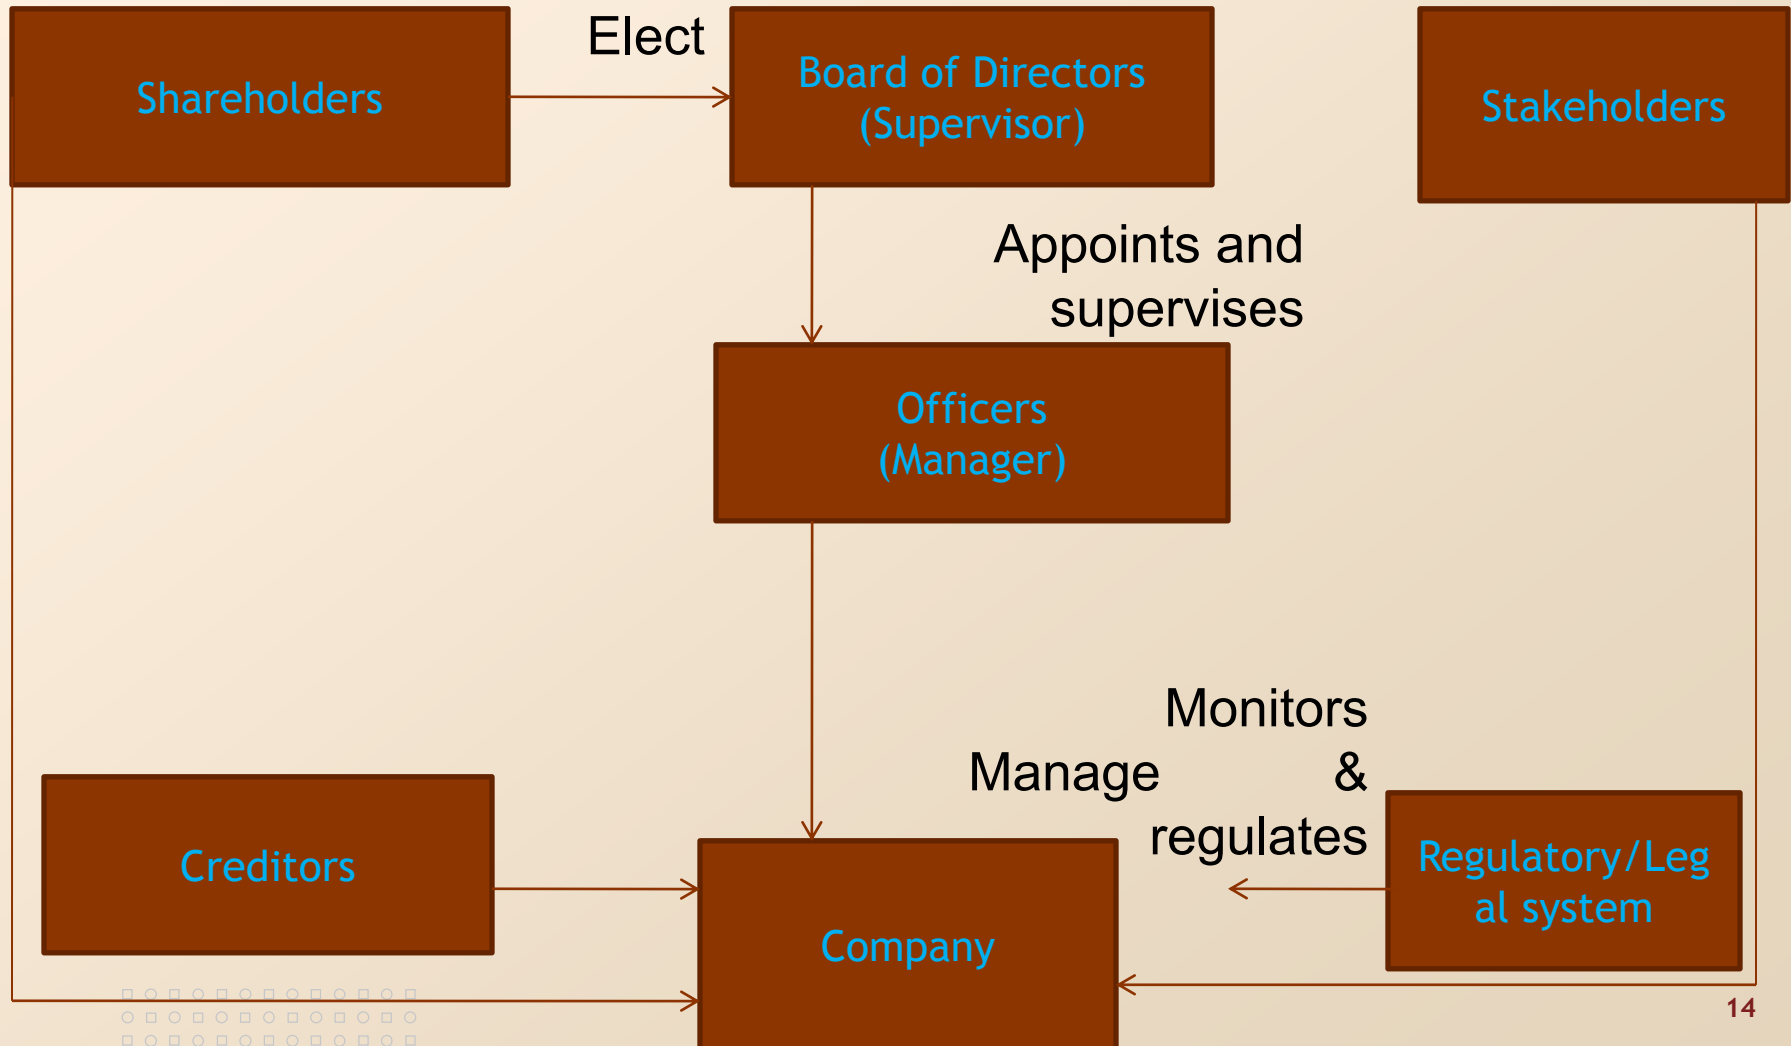 Shareholders
Elect
Board of Directors
(Supervisor)
Stakeholders
Appoints and
supervises
Officers
(Manager)
Monitors
Manage &
regulates
Creditors
Company
Regulatory/Leg
al system
14